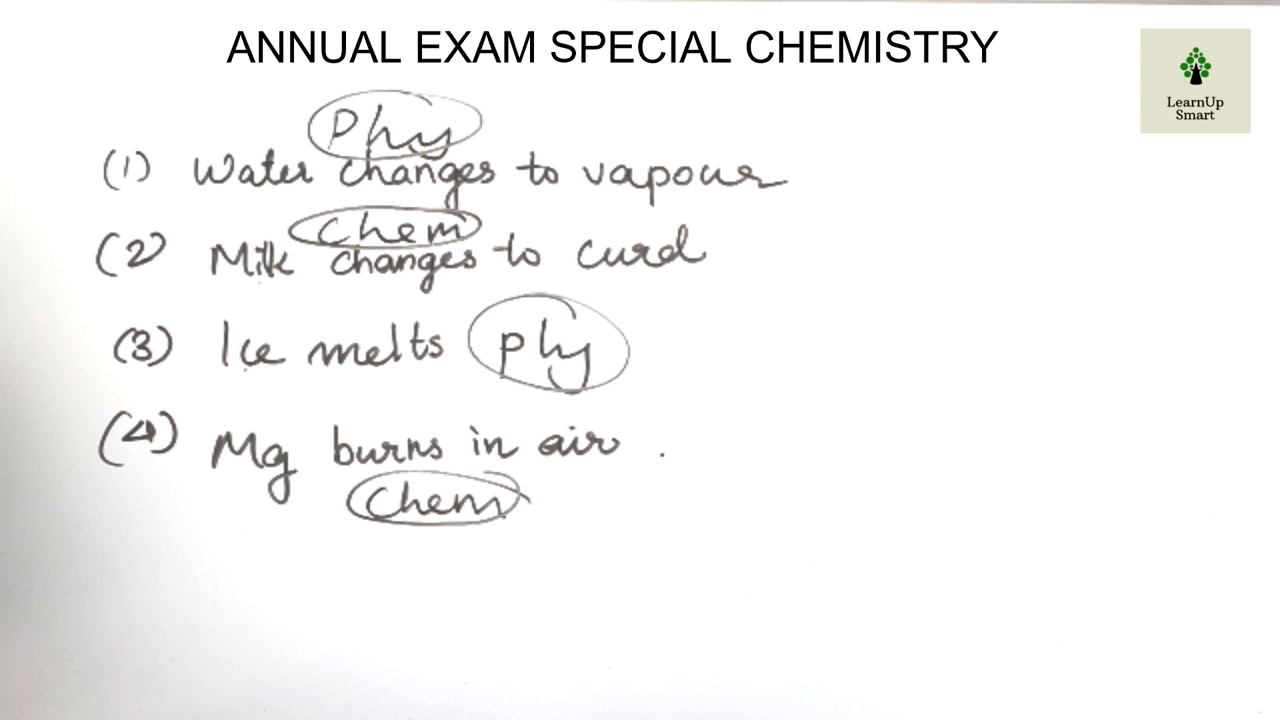 ANNUAL EXAM SPECIAL CHEMISTRY
LearnUp
Smart
Phy
(1) Water changes to vapour
Chem
(2) Milk changes to curd
(3) Ice melts Phy
(4) Mg burns in air .
Chem